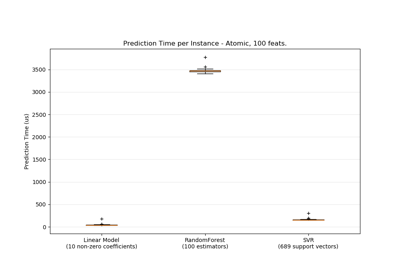 Prediction Time per Instance - Atomic, 100 feats.
Prediction Time (us)
3500
3000
2500
2000
1500
1000
500
0
Linear Model
(10 non-zero coefficients)
RandomForest
(100 estimators)
SVR
(689 support vectors)